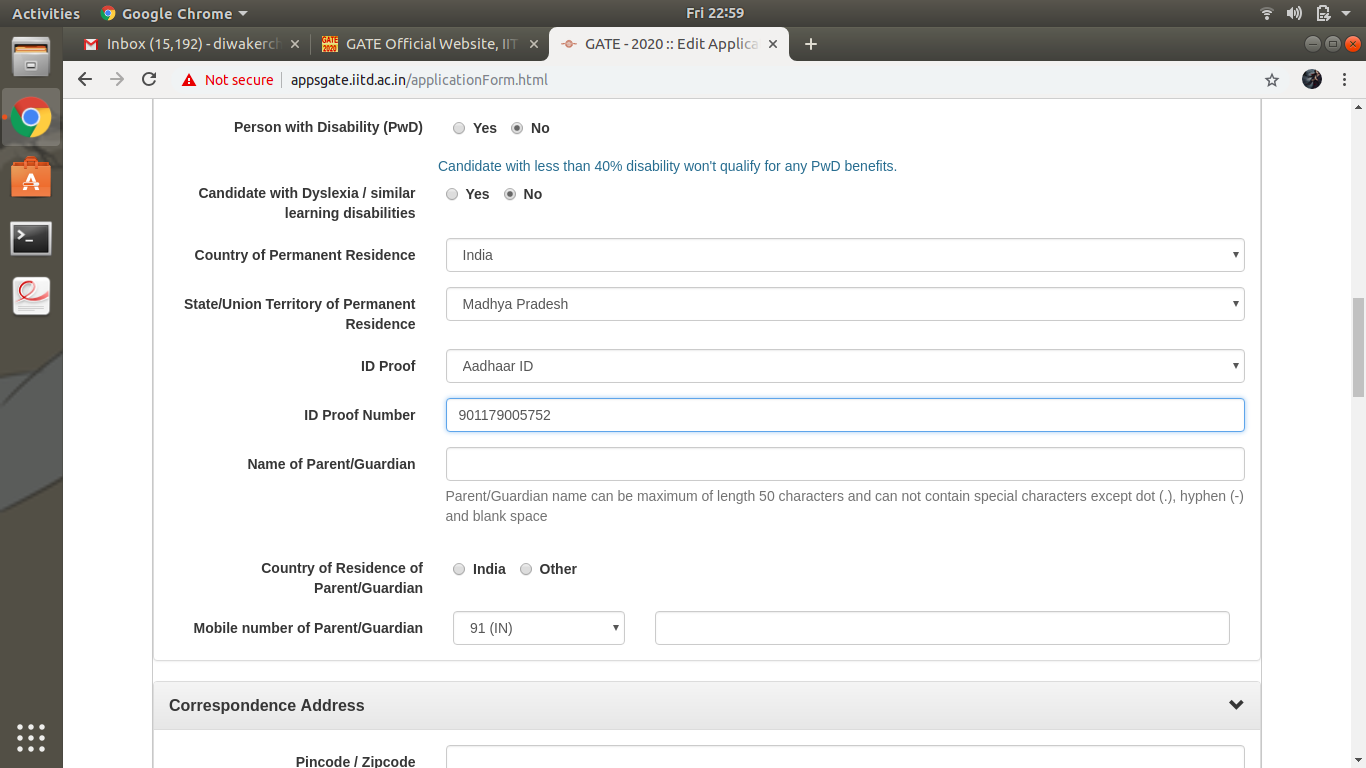 Activities Google Chrome Fri 22:59
Inbox (15,192) - diwakerch GATE Official Website, IIT GATE - 2020 :: Edit Applica
Not secure appsgate.iitd.ac.in/applicationForm.html
Person with Disability (PwD) Yes No
Candidate with less than 40% disability won't qualify for any PwD benefits.
Candidate with Dyslexia / similar Yes No
learning disabilities
Country of Permanent Residence India
State/Union Territory of Permanent Madhya Pradesh
Residence
ID Proof Aadhaar ID
ID Proof Number 901179005752
Name of Parent/Guardian
Parent/Guardian name can be maximum of length 50 characters and can not contain special characters except dot (.), hyphen (-)
and blank space
Country of Residence of India Other
Parent/Guardian
Mobile number of Parent/Guardian 91 (IN)
Correspondence Address
Pincode / Zipcode